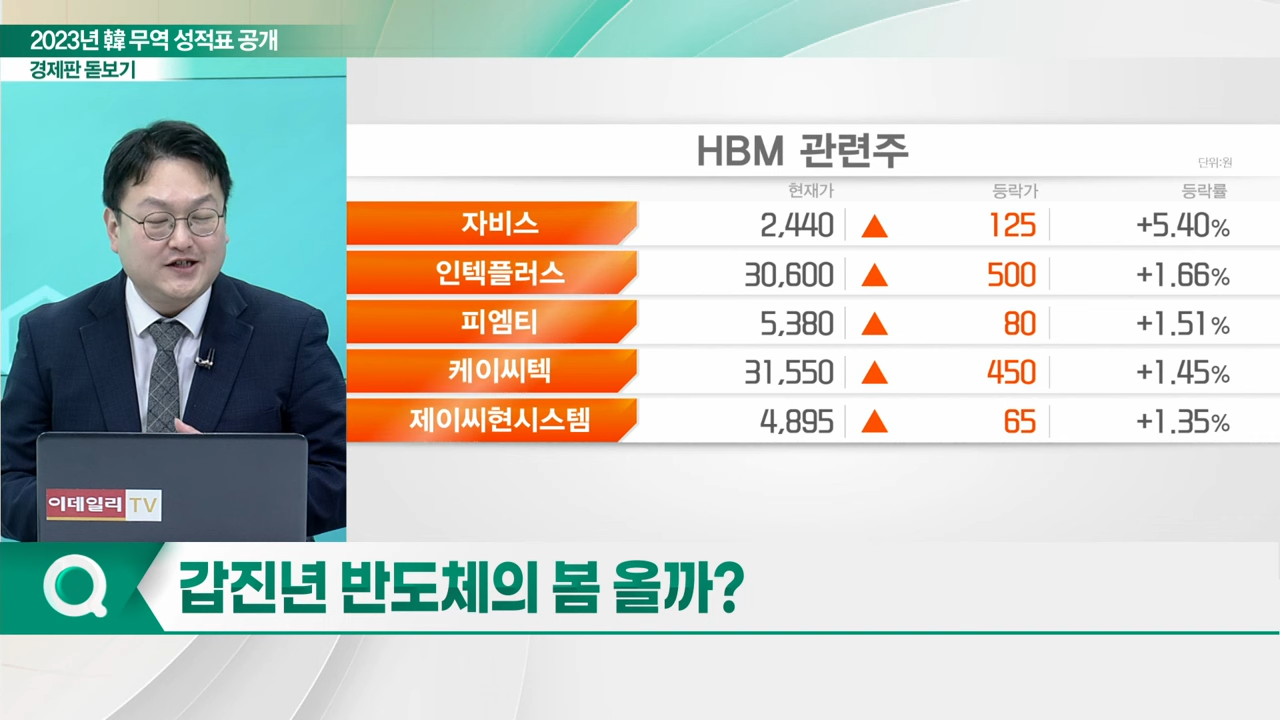 2023년 韓 무역 성적표 공개
경제판 돋보기
HBM 관련주
단위:원
현재가 등락가 등락률
자비스 2,440 ▲ 125 +5.40%
인텍플러스 30,600 ▲ 500 +1.66%
피엠티 5,380 ▲ 80 +1.51%
케이씨텍 31,550 ▲ 450 +1.45%
제이씨현시스템 4,895 ▲ 65 +1.35%
이데일리 TV
Q 갑진년 반도체의 봄 올까?